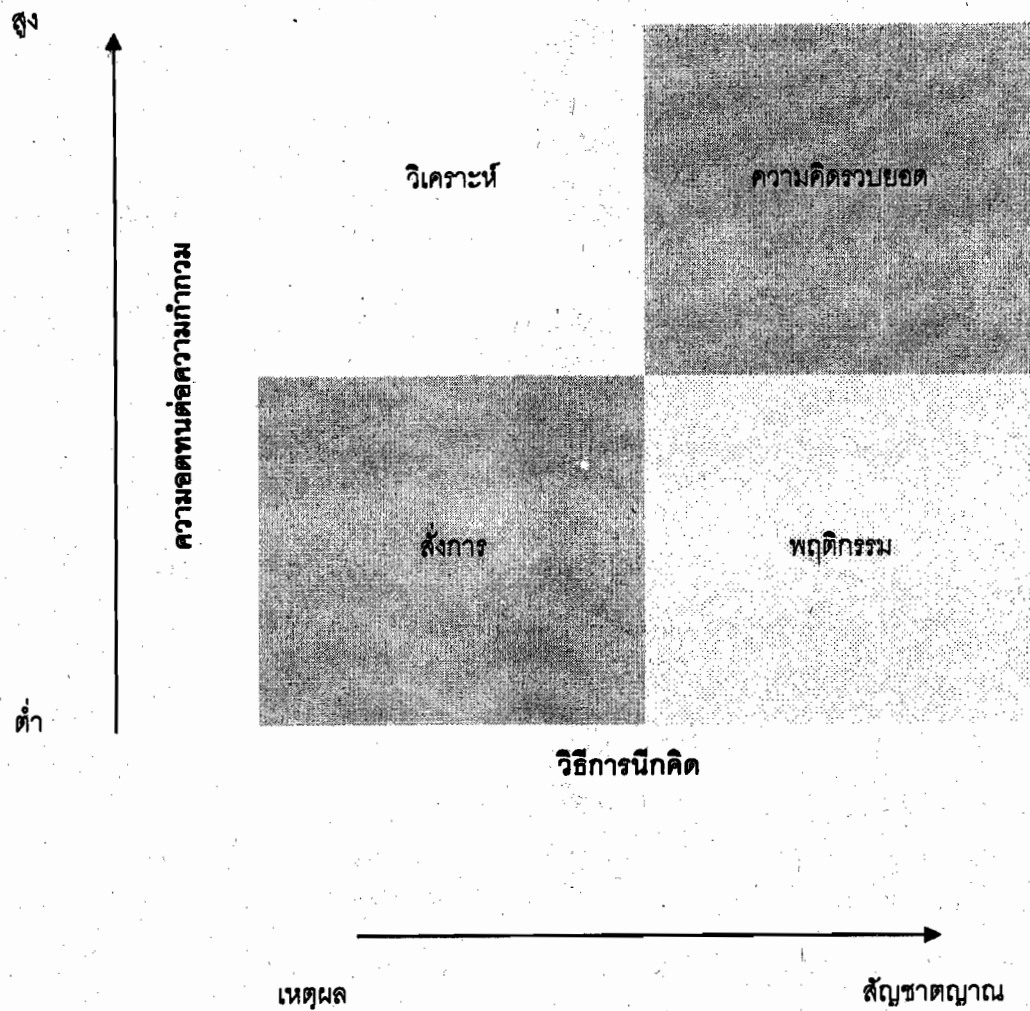 สูง
วิเคราะห์
ความคิดรวบยอด
ความอดทนต่อความกำกวม
สั่งการ
พฤติกรรม
ต่ำ
วิธีการนึกคิด
เหตุผล
สัญชาตญาณ